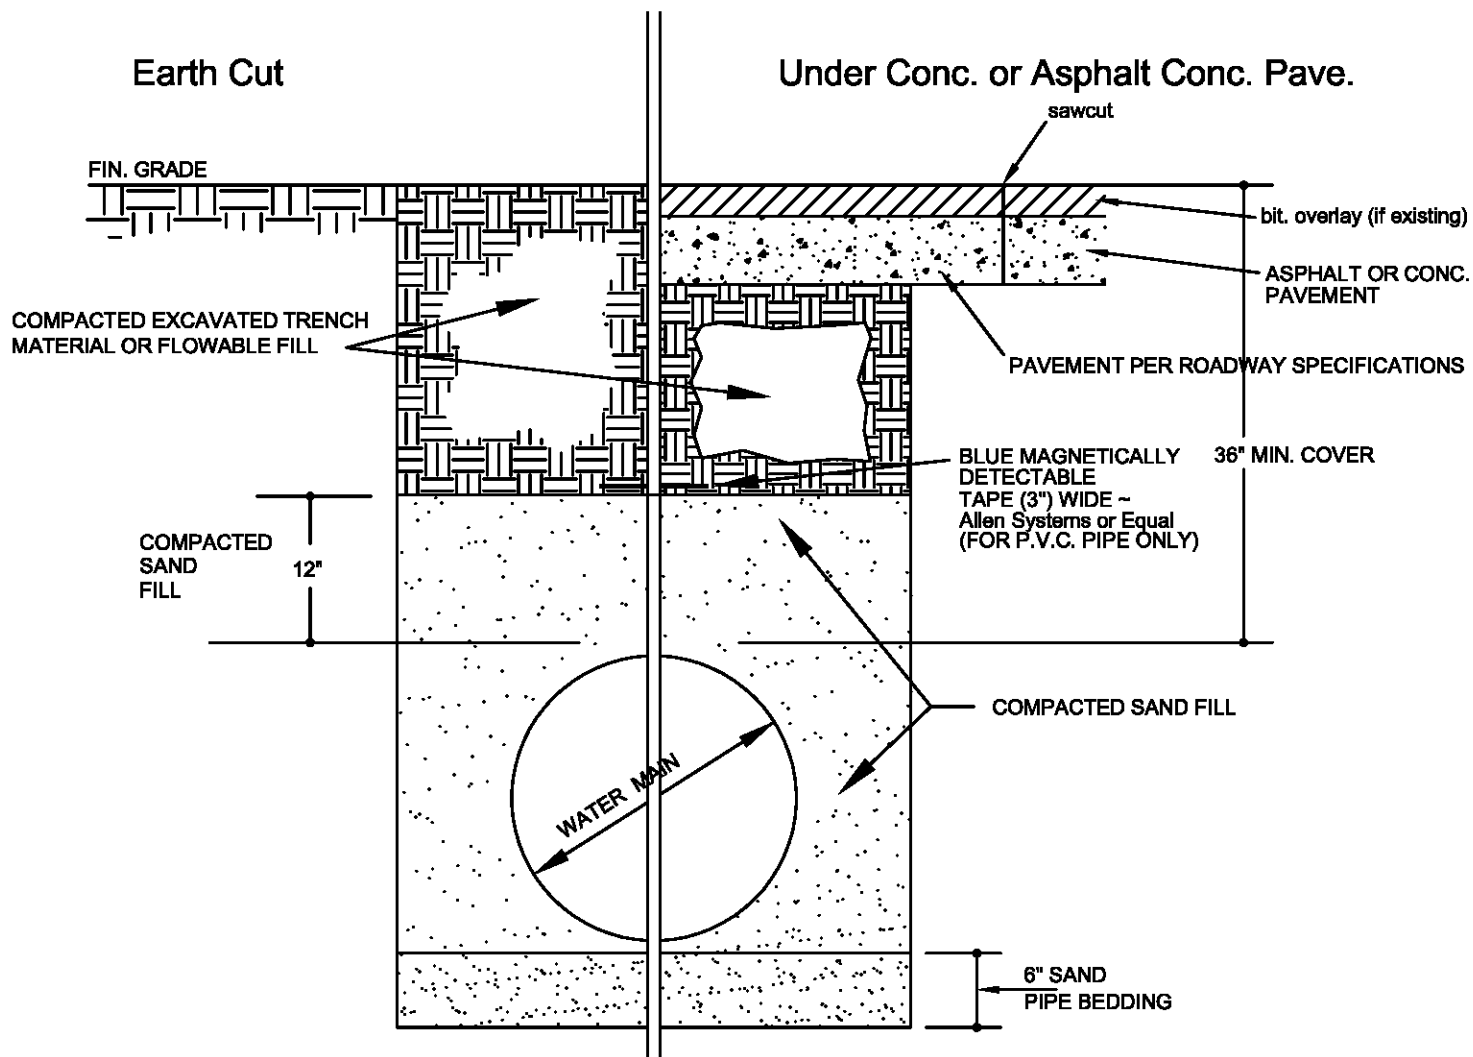 Earth Cut
Under Conc. or Asphalt Conc. Pave.
sawcut
FIN. GRADE
bit. overlay (if existing)
ASPHALT OR CONC.
PAVEMENT
COMPACTED EXCAVATED TRENCH
MATERIAL OR FLOWABLE FILL
PAVEMENT PER ROADWAY SPECIFICATIONS
BLUE MAGNETICALLY
DETECTABLE
TAPE (3") WIDE ~
Allen Systems or Equal
(FOR P.V.C. PIPE ONLY)
36" MIN. COVER
COMPACTED
SAND
FILL
12"
COMPACTED SAND FILL
WATER MAIN
6" SAND
PIPE BEDDING